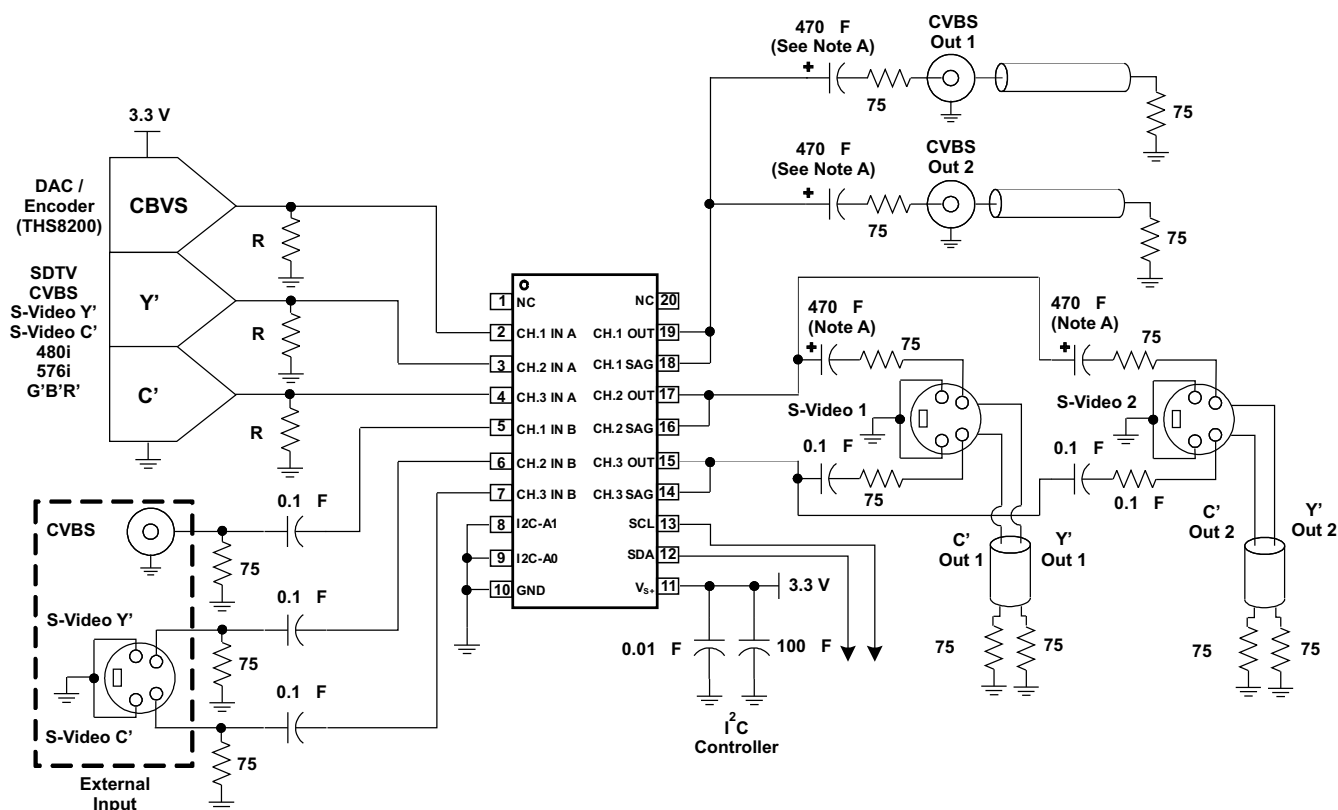 470 F
(See Note A)
+
75
CVBS
Out 1
75
470 F
(See Note A)
+
75
CVBS
Out 2
75
3.3 V
DAC /
Encoder
(THS8200)
SDTV
CVBS
S-Video Y'
S-Video C'
480i
576i
G'B'R'
CBVS
Y'
C'
R
R
R
1 NC
2 CH.1 IN A
3 CH.2 IN A
4 CH.3 IN A
5 CH.1 IN B
6 CH.2 IN B
7 CH.3 IN B
8 I2C-A1
9 I2C-A0
10 GND
NC 20
CH.1 OUT 19
CH.1 SAG 18
CH.2 OUT 17
CH.2 SAG 16
CH.3 OUT 15
CH.3 SAG 14
SCL 13
SDA 12
VS+ 11
470 F
(Note A)
+
75
S-Video 1
0.1 F
75
C'
Out 1
Y'
Out 1
75
75
470 F
(Note A)
+
75
S-Video 2
0.1 F
0.1 F
C'
Out 2
Y'
Out 2
75
75
3.3 V
0.01 F
100 F
I2C
Controller
CVBS
75
0.1 F
S-Video Y'
75
0.1 F
S-Video C'
75
0.1 F
External
Input